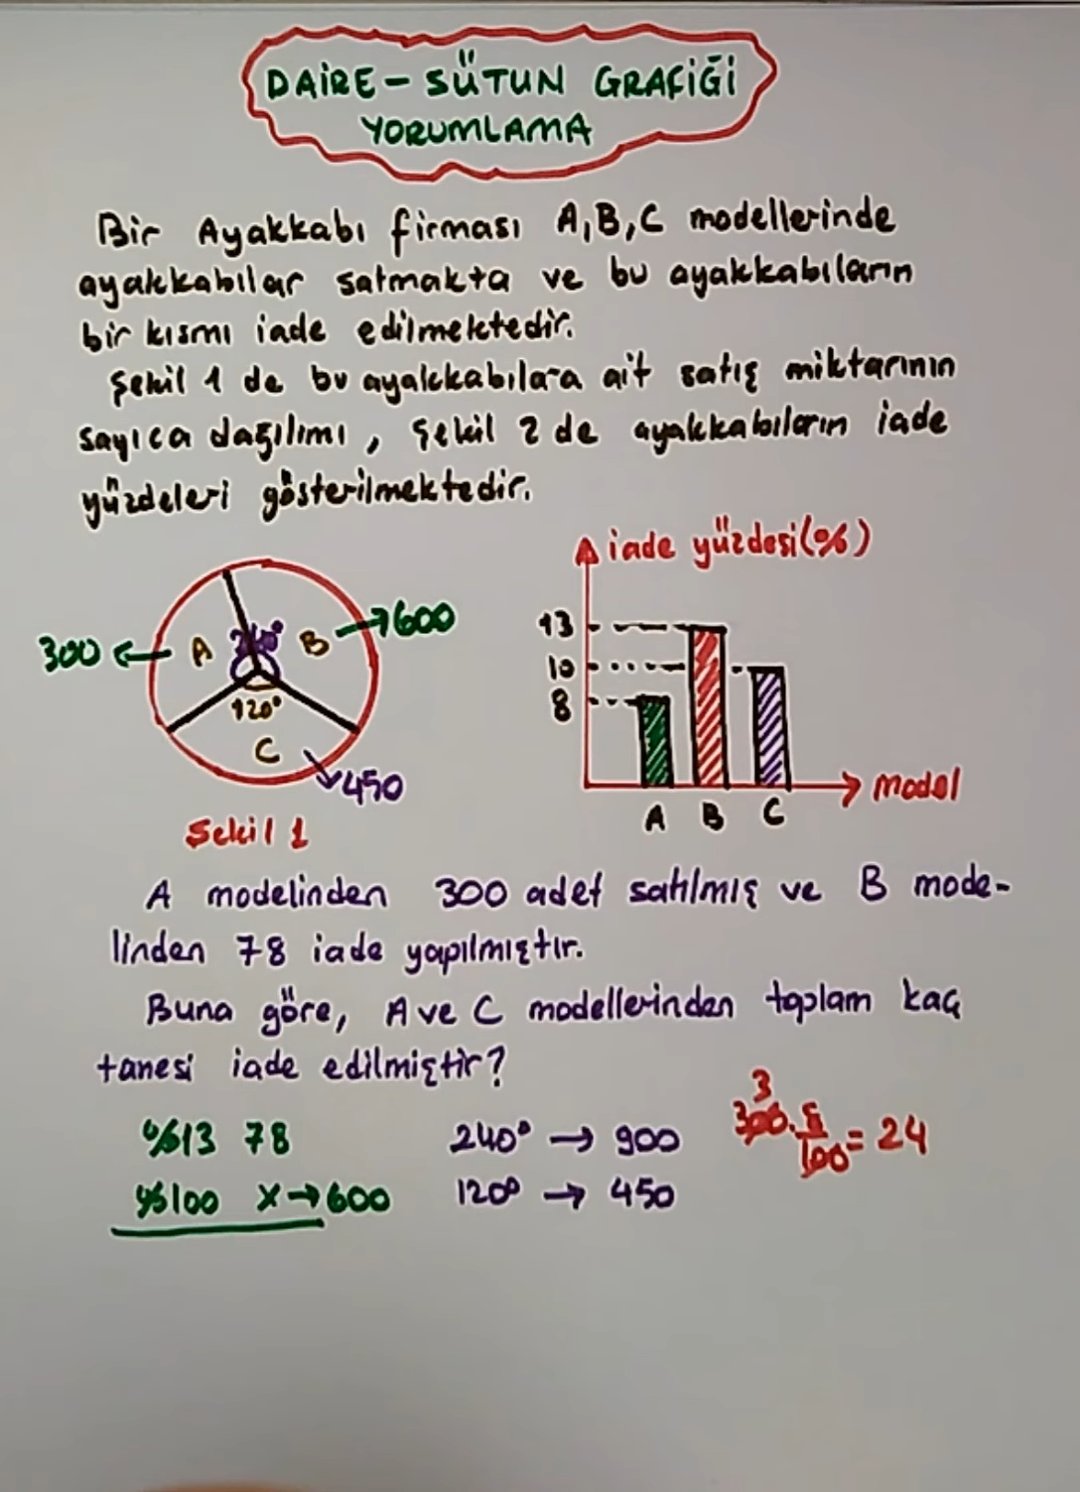 DAİRE - SÜTUN GRAFİĞİ
YORUMLAMA
Bir Ayakkabı firması A,B,C modellerinde
ayakkabılar satmakta ve bu ayakkabıların
bir kısmı iade edilmektedir.
Şekil 1 de bu ayakkabılara ait satış miktarının
sayıca dağılımı, Şekil 2 de ayakkabıların iade
yüzdeleri gösterilmektedir.
iade yüzdesi(%)
300 A 240° B 600
120°
C
450
Şekil 1
13
10
8
A B C
model
A modelinden 300 adet satılmış ve B mode-
linden 78 iade yapılmıştır.
Buna göre, A ve C modellerinden toplam kaç
tanesi iade edilmiştir?
%13 78
%100 x→600
240° → 900
120° → 450
3
300. 8/100 = 24